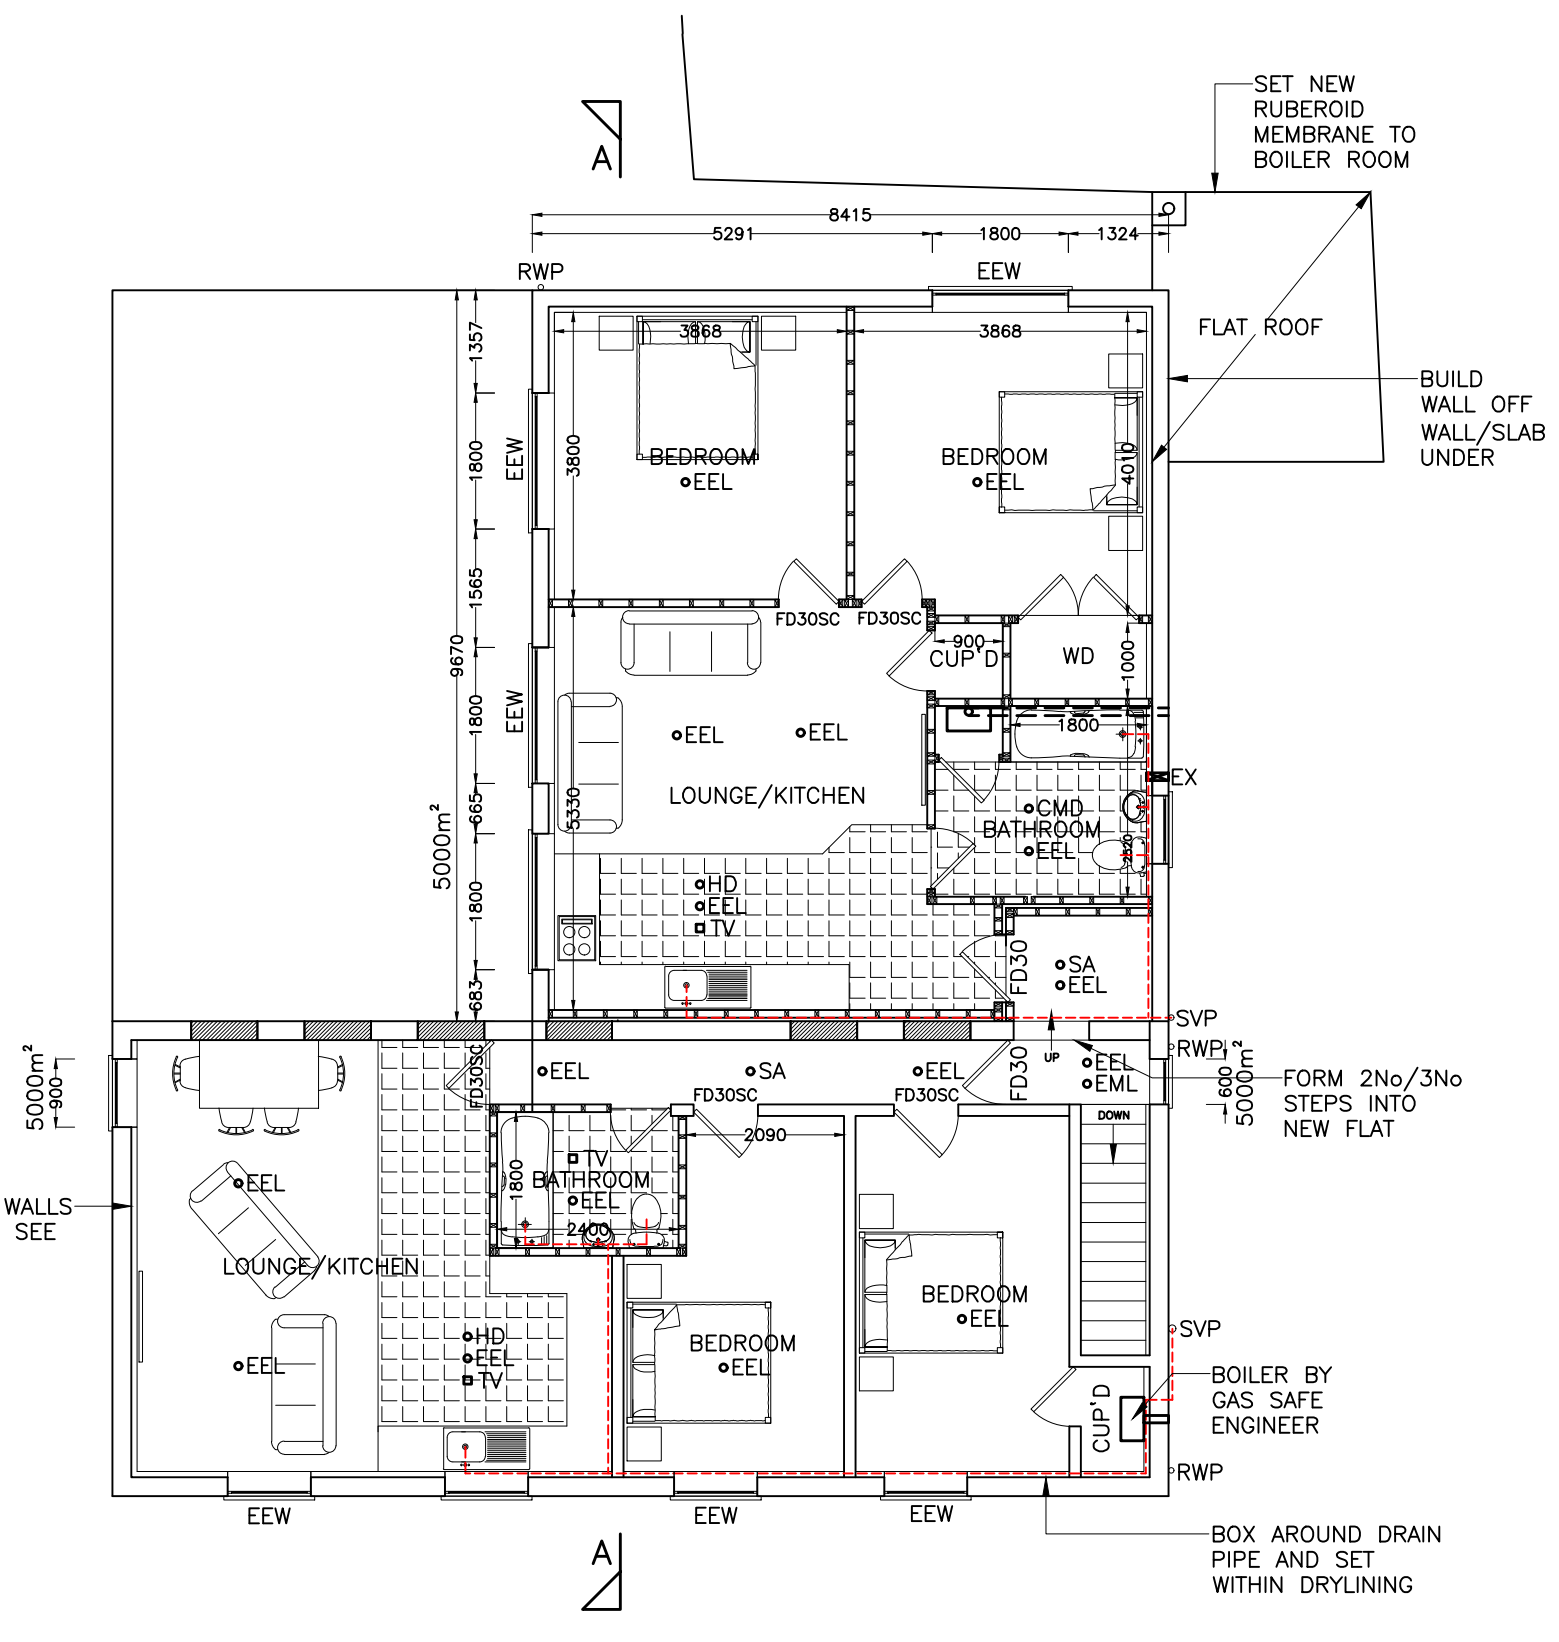 SET NEW
RUBEROID
MEMBRANE TO
BOILER ROOM
A
8415
5291
1800
1324
RWP
EEW
FLAT ROOF
1357
3868
3868
BUILD
WALL OFF
WALL/SLAB
UNDER
EEW
1800
3800
BEDROOM
EEL
BEDROOM
EEL
4010
1565
FD30SC
FD30SC
9670
900
CUP'D
WD
1000
EEW
1800
EEL
EEL
1800
EX
LOUNGE/KITCHEN
5330
665
CMD
BATHROOM
EEL
2520
5000m²
1800
HD
EEL
TV
683
FD30
SA
EEL
SVP
RWP
5000m²
900
FD30SC
EEL
SA
EEL
FD30
UP
EEL
EML
600
5000m²
FORM 2No/3No
STEPS INTO
NEW FLAT
FD30SC
FD30SC
DOWN
2090
TV
BATHROOM
EEL
1800
2400
WALLS
SEE
EEL
LOUNGE/KITCHEN
BEDROOM
EEL
HD
EEL
TV
EEL
BEDROOM
EEL
SVP
BOILER BY
GAS SAFE
ENGINEER
CUP'D
RWP
EEW
EEW
EEW
BOX AROUND DRAIN
PIPE AND SET
WITHIN DRYLINING
A